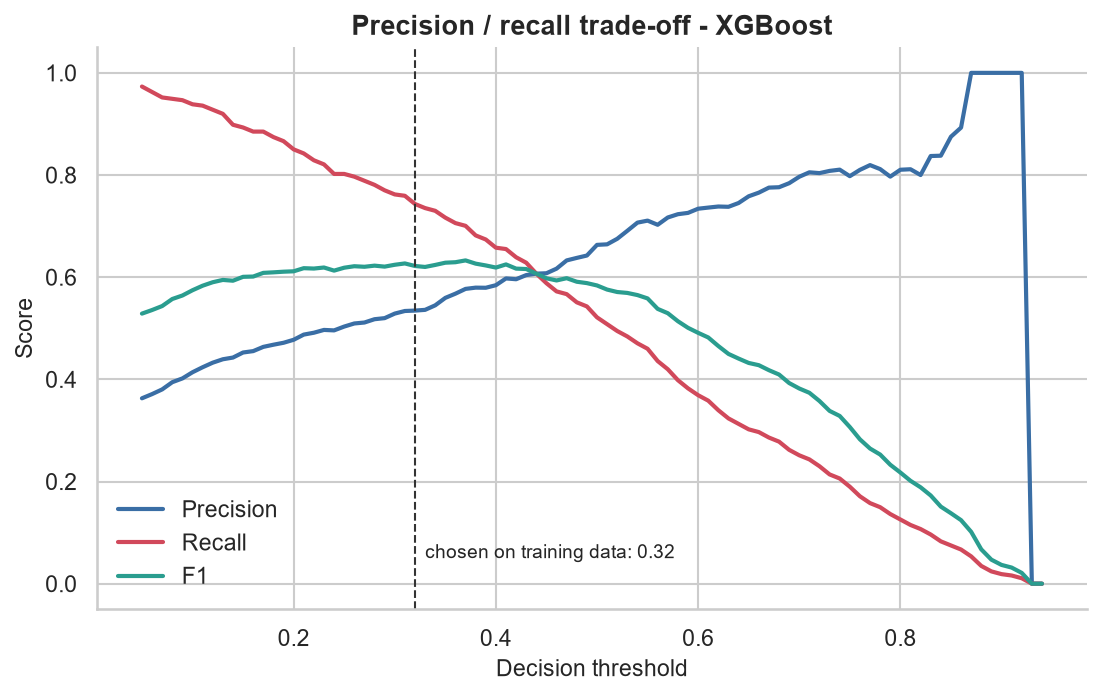 Precision / recall trade-off - XGBoost
1.0
0.8
0.6
0.4
0.2
0.0
Score
Precision
Recall
F1
chosen on training data: 0.32
0.2
0.4
0.6
0.8
Decision threshold